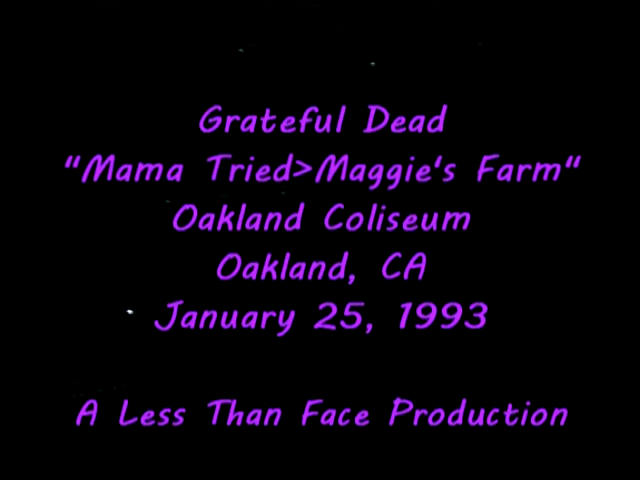 Grateful Dead
"Mama Tried>Maggie's Farm"
Oakland Coliseum
Oakland, CA
January 25, 1993
A Less Than Face Production